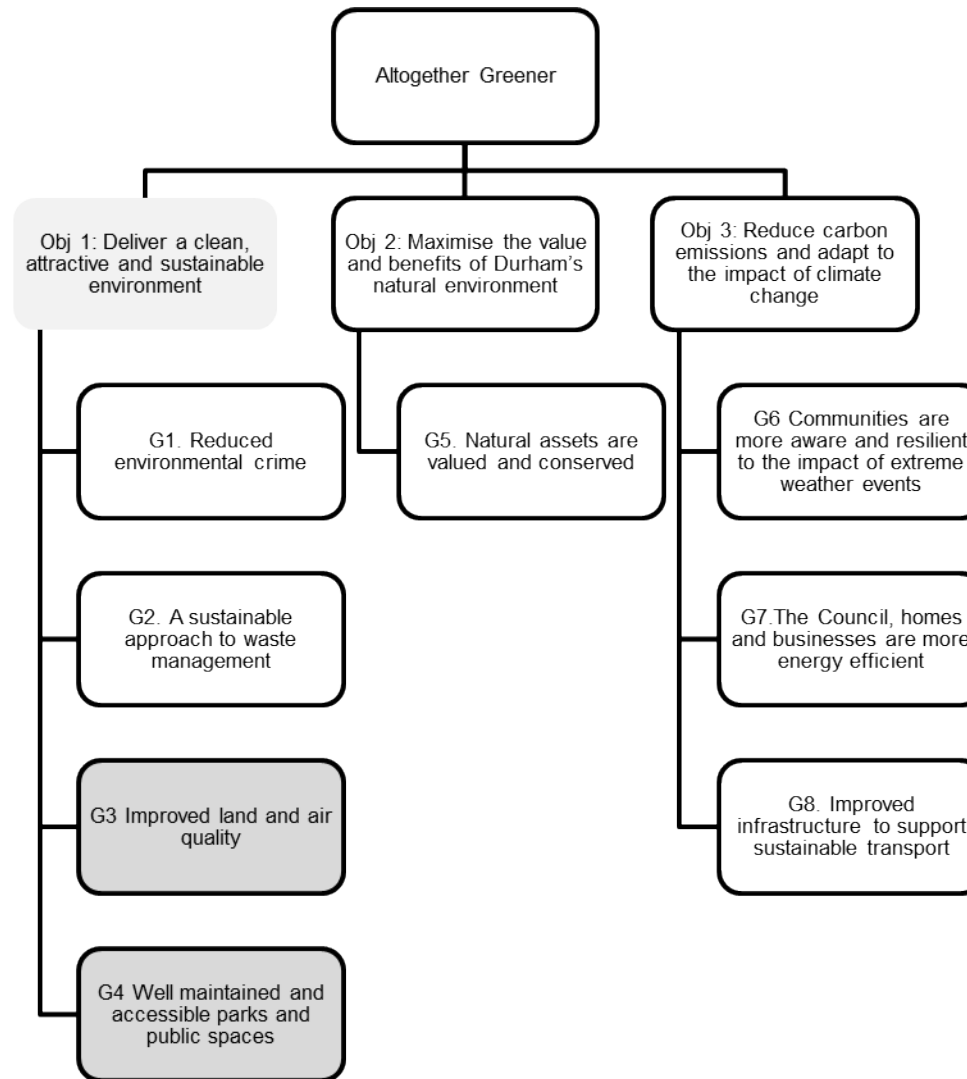 Altogether Greener
Obj 1: Deliver a clean,
attractive and sustainable
environment
Obj 2: Maximise the value
and benefits of Durham's
natural environment
Obj 3: Reduce carbon
emissions and adapt to
the impact of climate
change
G1. Reduced
environmental crime
G2. A sustainable
approach to waste
management
G3 Improved land and air
quality
G4 Well maintained and
accessible parks and
public spaces
G5. Natural assets are
valued and conserved
G6 Communities are
more aware and resilient
to the impact of extreme
weather events
G7.The Council, homes
and businesses are more
energy efficient
G8. Improved
infrastructure to support
sustainable transport